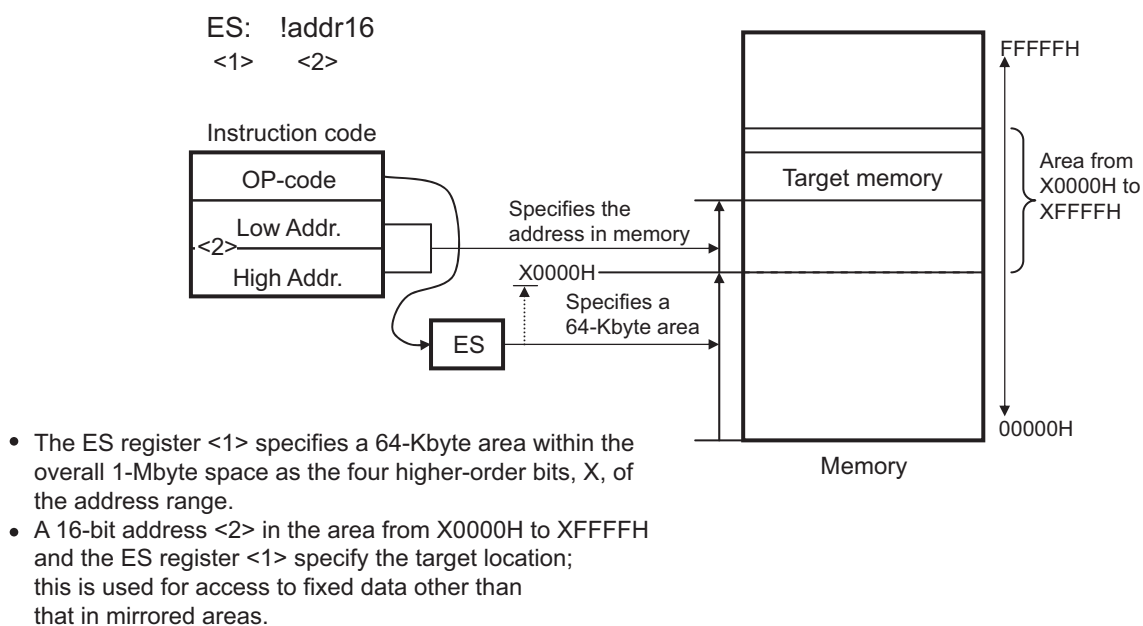 ES: !addr16
<1> <2>
Instruction code
OP-code
Low Addr.
<2>
High Addr.
ES
Specifies the
address in memory
X0000H
Specifies a
64-Kbyte area
FFFFFH
Target memory
Area from
X0000H to
XFFFFH
00000H
Memory
• The ES register <1> specifies a 64-Kbyte area within the
overall 1-Mbyte space as the four higher-order bits, X, of
the address range.
• A 16-bit address <2> in the area from X0000H to XFFFFH
and the ES register <1> specify the target location;
this is used for access to fixed data other than
that in mirrored areas.